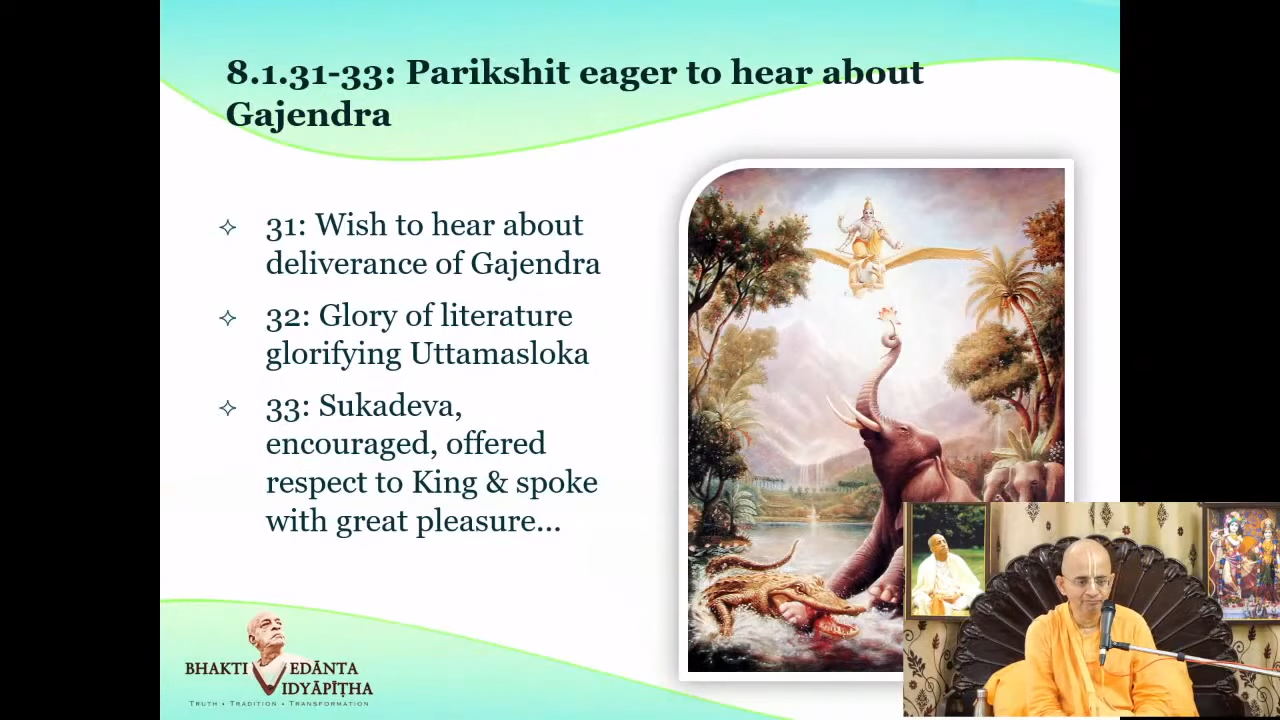 8.1.31-33: Parikshit eager to hear about
Gajendra
31: Wish to hear about
deliverance of Gajendra
32: Glory of literature
glorifying Uttamasloka
33: Sukadeva,
encouraged, offered
respect to King & spoke
with great pleasure...
BHAKTI VEDĀNTA
VIDYĀPĪṬHA
TRUTH • TRADITION • TRANSFORMATION